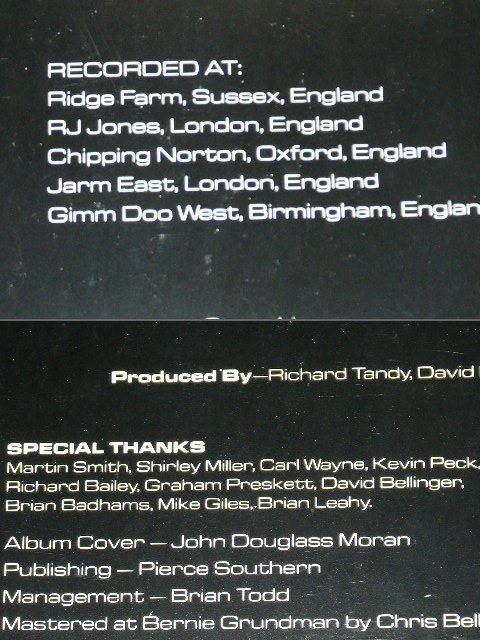 RECORDED AT:
Ridge Farm, Sussex, England
RJ Jones, London, England
Chipping Norton, Oxford, England
Jarm East, London, England
Gimm Doo West, Birmingham, Englan
Produced By—Richard Tandy, David
SPECIAL THANKS
Martin Smith, Shirley Miller, Carl Wayne, Kevin Peck,
Richard Bailey, Graham Preskett, David Bellinger,
Brian Badhams, Mike Giles, Brian Leahy.
Album Cover — John Douglass Moran
Publishing — Pierce Southern
Management — Brian Todd
Mastered at Bernie Grundman by Chris Bell